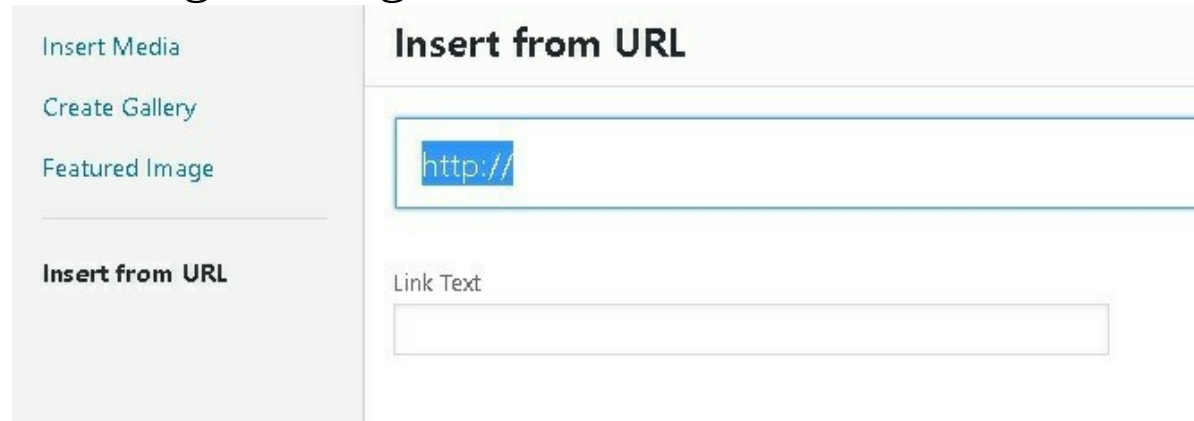 Insert Media
Create Gallery
Featured Image
Insert from URL
Insert from URL
http://
Link Text